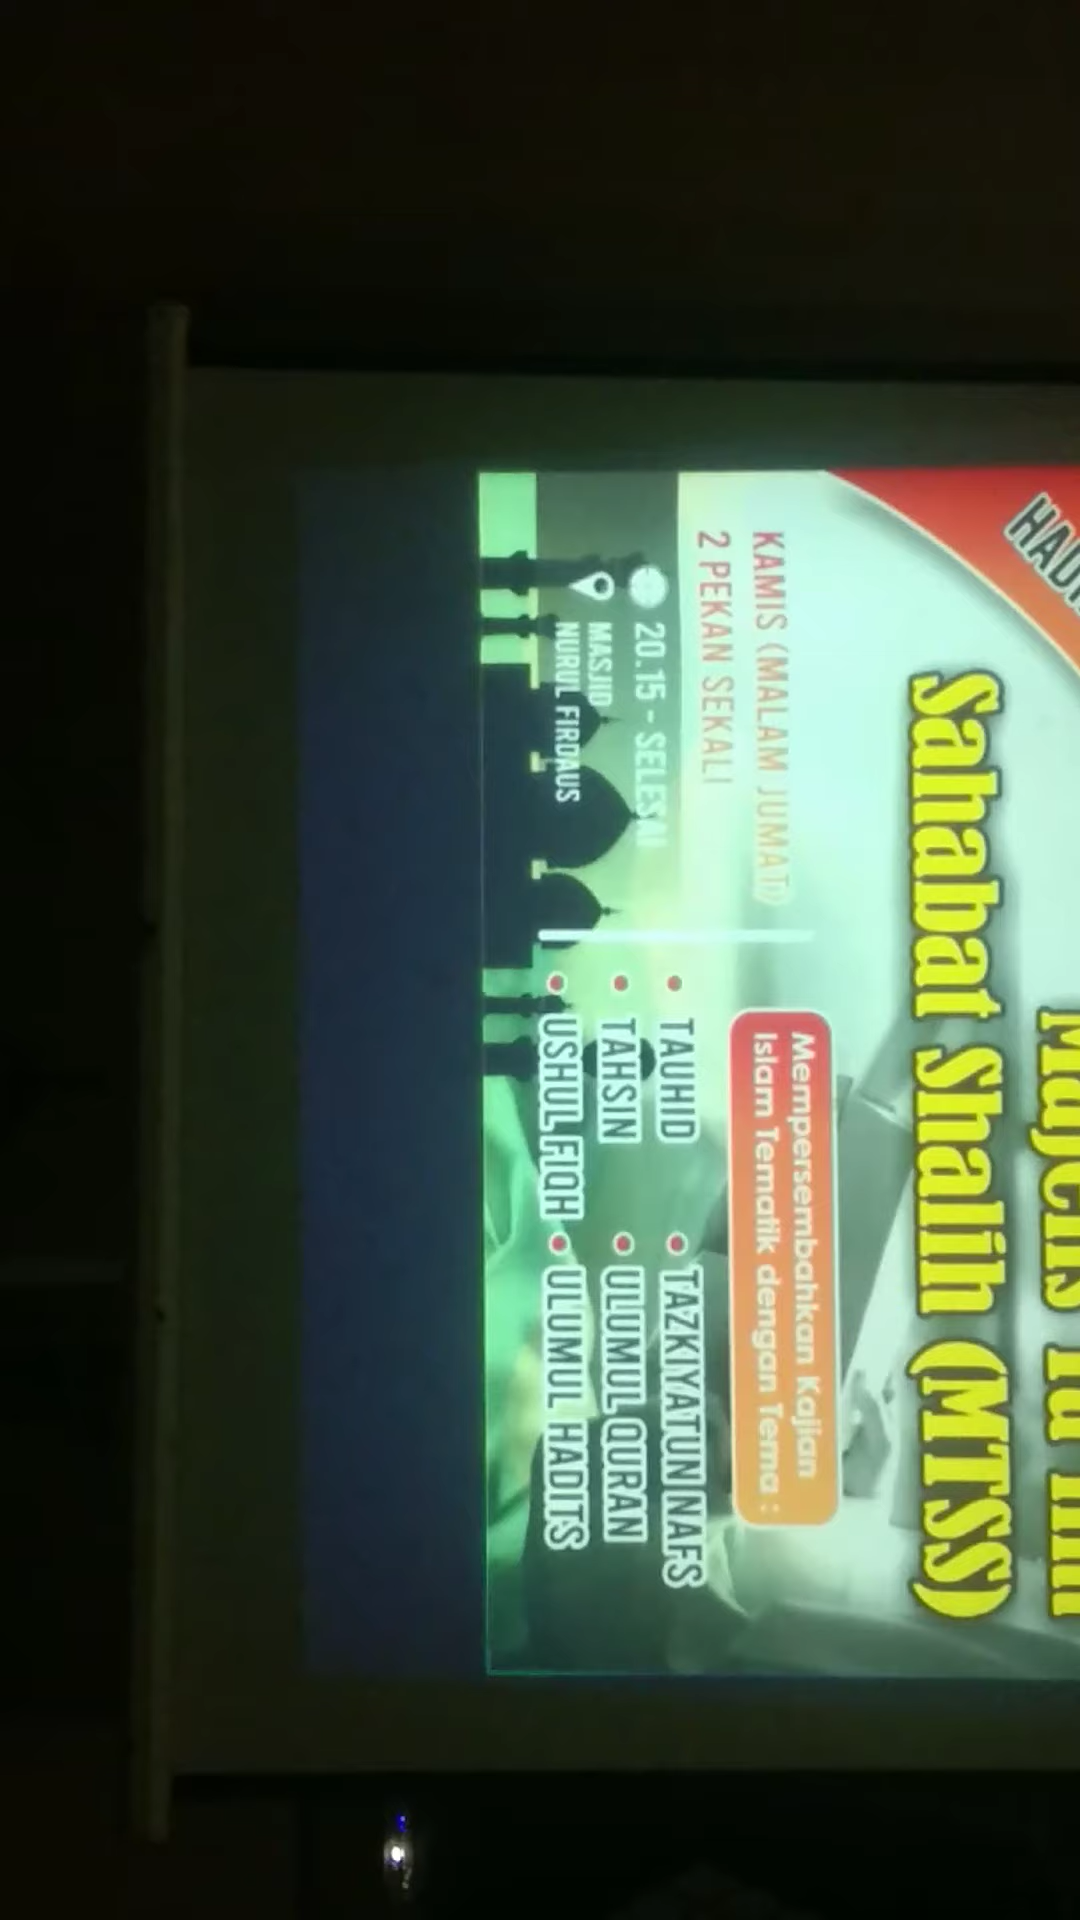 Sahabat Shalih (MTSS)
KAMIS (MALAM JUMAT)
2 PEKAN SEKALI
20.15 - SELESAI
MASJID
NURUL FIRDAUS
Mempersembahkan Kajian
Islam Tematik dengan Tema :
• TAUHID
• TAHSIN
• USHUL FIQH
• TAZKIYATUN NAFS
• ULUMUL QURAN
• ULUMUL HADITS